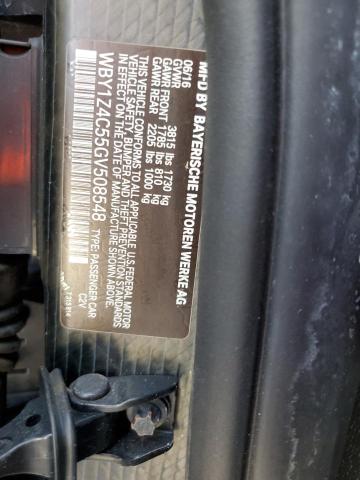 MFD BY BAYERISCHE MOTOREN WERKE AG
06/16
GVWR 3815 lbs 1730 kg
GAWR FRONT 1785 lbs 810 kg
GAWR REAR 2205 lbs 1000 kg
THIS VEHICLE CONFORMS TO ALL APPLICABLE U.S. FEDERAL MOTOR
VEHICLE SAFETY, BUMPER AND THEFT PREVENTION STANDARDS
IN EFFECT ON THE DATE OF MANUFACTURE SHOWN ABOVE.
WBY1Z4C55GV508548 TYPE: PASSENGER CAR
C2V